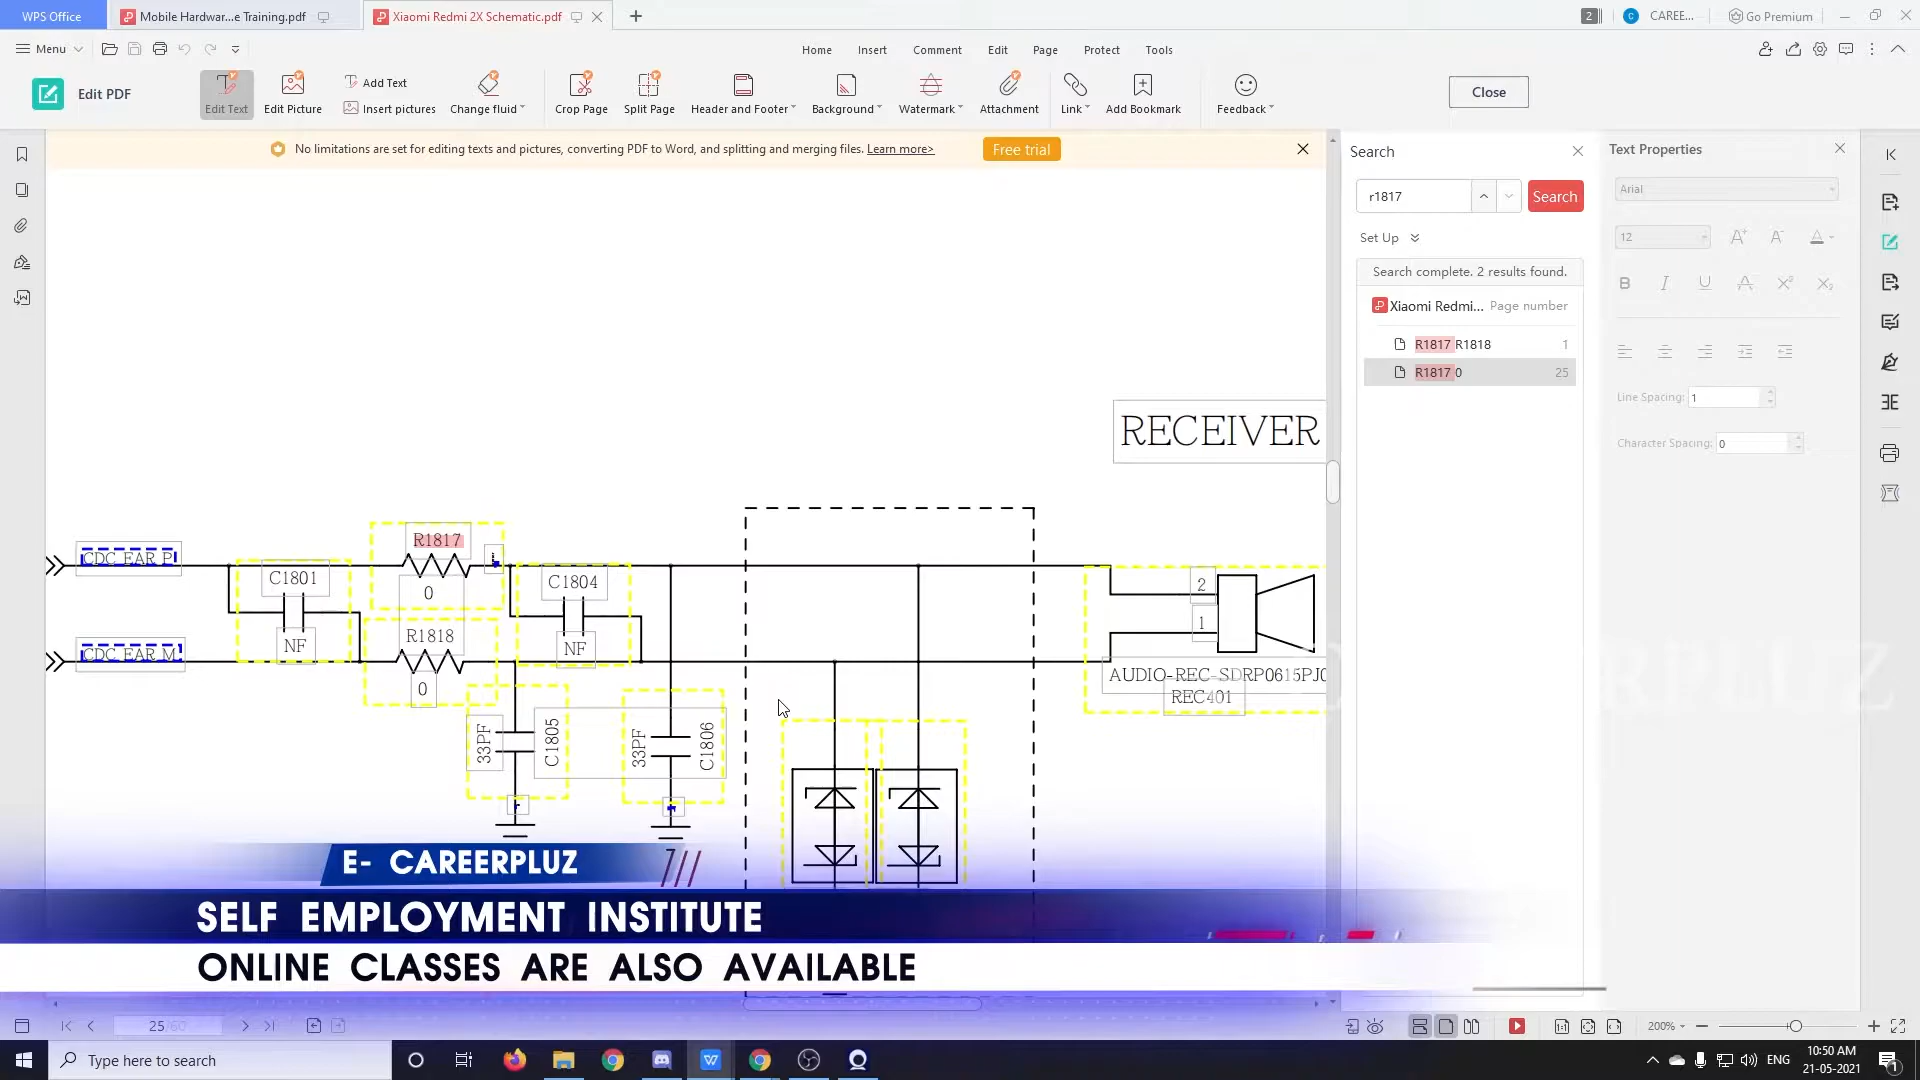 WPS Office
Mobile Hardwar...e Training.pdf
Xiaomi Redmi 2X Schematic.pdf
2
C
CAREE...
Go Premium
Menu
Home
Insert
Comment
Edit
Page
Protect
Tools
Edit PDF
Edit Text
Edit Picture
Add Text
Insert pictures
Change fluid
Crop Page
Split Page
Header and Footer
Background
Watermark
Attachment
Link
Add Bookmark
Feedback
Close
No limitations are set for editing texts and pictures, converting PDF to Word, and splitting and merging files. Learn more>
Free trial
Search
r1817
Search
Set Up
Search complete. 2 results found.
Xiaomi Redmi...
Page number
R1817 R1818
1
R1817 0
25
Text Properties
Arial
12
Line Spacing: 1
Character Spacing: 0
RECEIVER
CDC_EAR_P
R1817
C1801
0
C1804
2
1
R1818
NF
NF
CDC_EAR_M
0
AUDIO-REC-SDRP0615PJ0
REC401
33PF
C1805
33PF
C1806
E- CAREERPLUZ
SELF EMPLOYMENT INSTITUTE
ONLINE CLASSES ARE ALSO AVAILABLE
25/60
200%
Type here to search
ENG
10:50 AM
21-05-2021
1